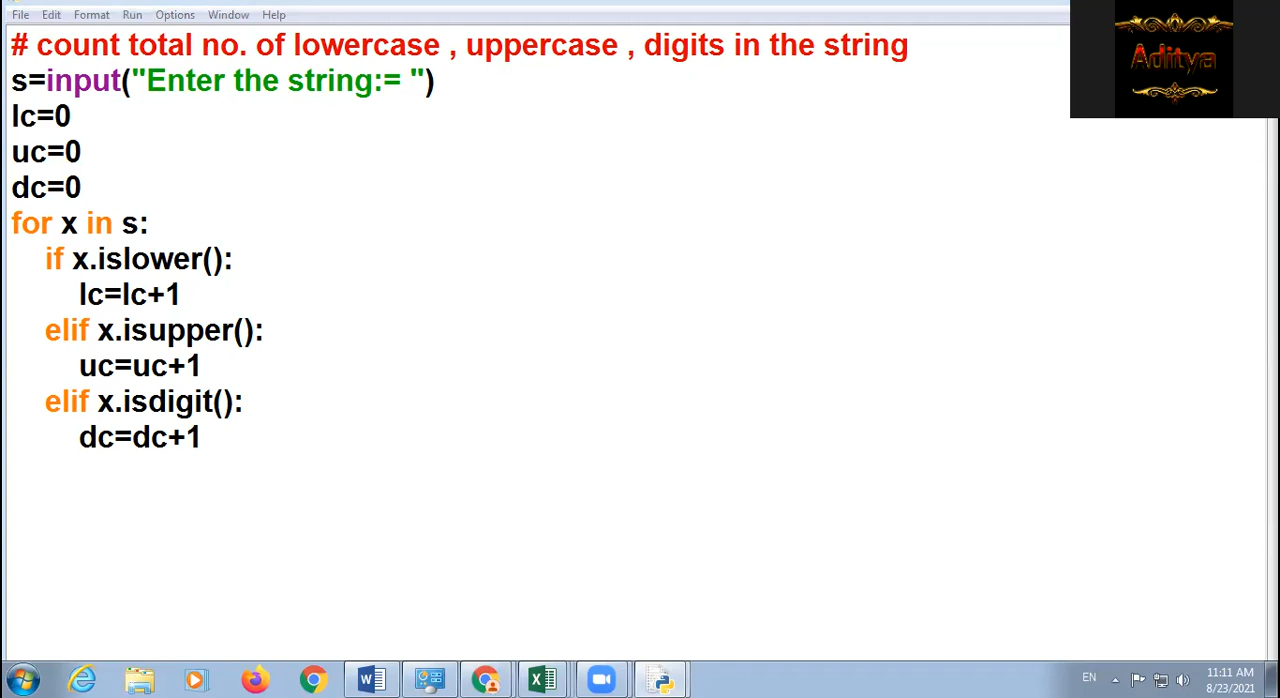 File Edit Format Run Options Window Help
# count total no. of lowercase , uppercase , digits in the string
s=input("Enter the string:= ")
lc=0
uc=0
dc=0
for x in s:
    if x.islower():
        lc=lc+1
    elif x.isupper():
        uc=uc+1
    elif x.isdigit():
        dc=dc+1
Aditya
EN
11:11 AM
8/23/2021